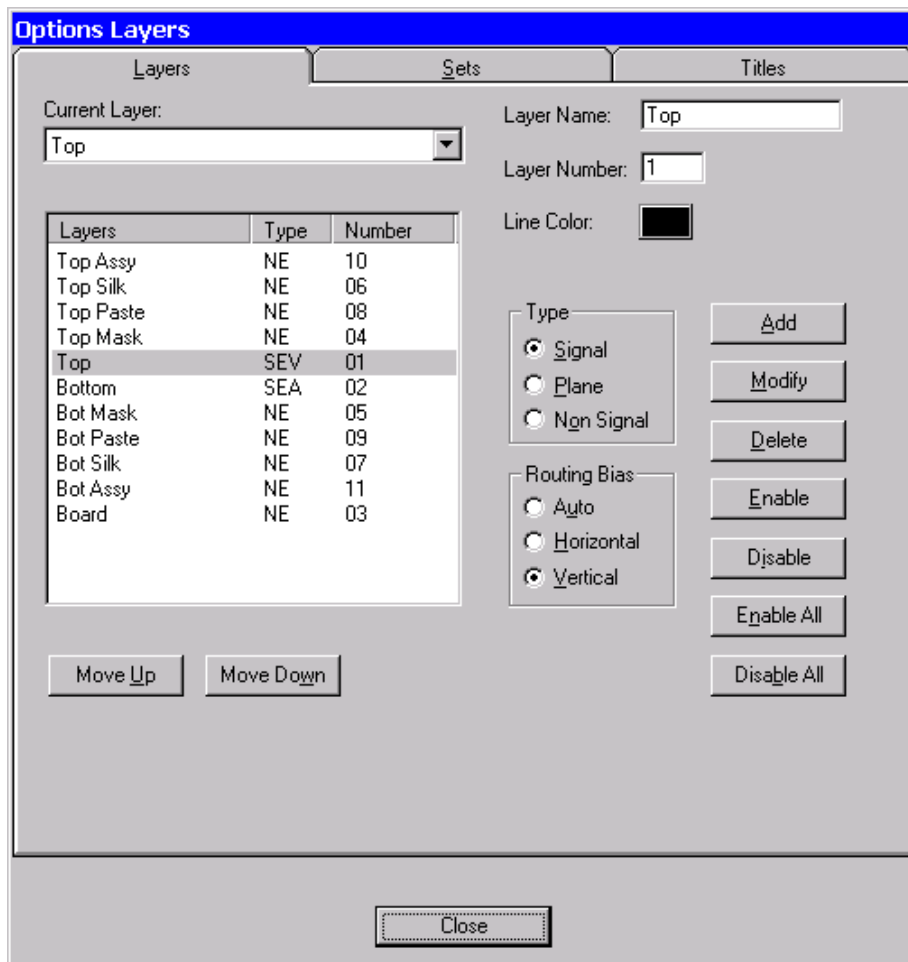 Options Layers
Layers Sets Titles
Current Layer:
Top
Layer Name: Top
Layer Number: 1
Line Color:
Layers Type Number
Top Assy NE 10
Top Silk NE 06
Top Paste NE 08
Top Mask NE 04
Top SEV 01
Bottom SEA 02
Bot Mask NE 05
Bot Paste NE 09
Bot Silk NE 07
Bot Assy NE 11
Board NE 03
Type
Signal
Plane
Non Signal
Routing Bias
Auto
Horizontal
Vertical
Add
Modify
Delete
Enable
Disable
Enable All
Disable All
Move Up Move Down
Close